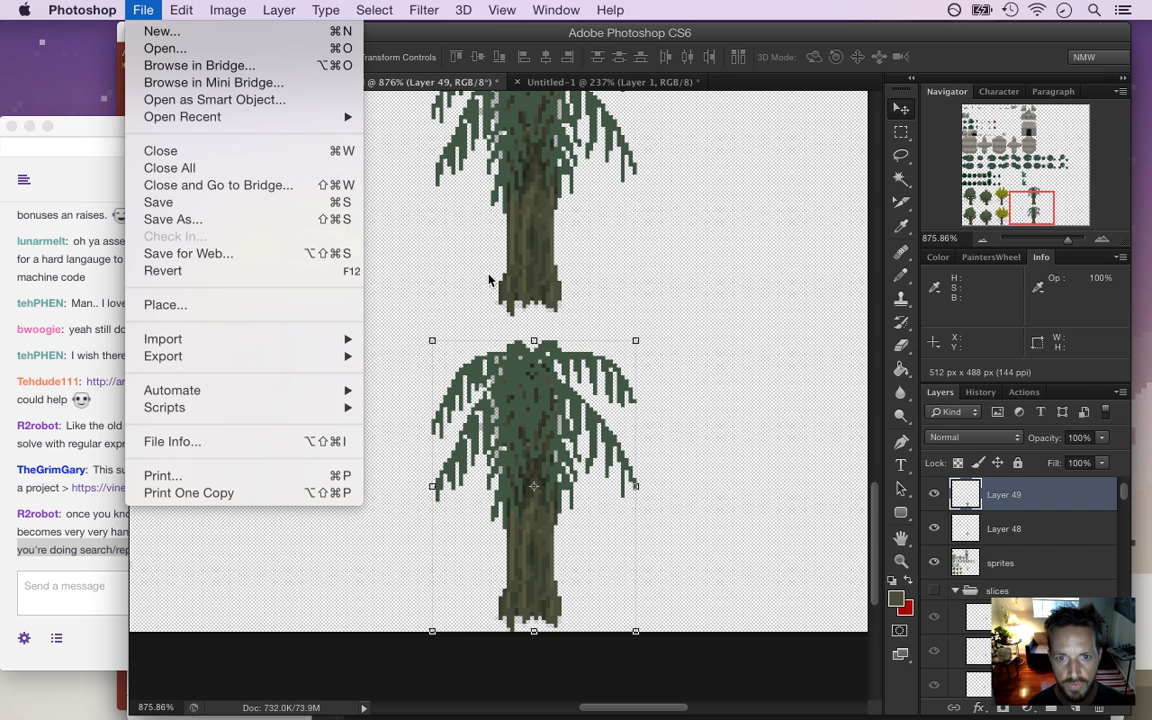 Photoshop File Edit Image Layer Type Select Filter 3D View Window Help
Adobe Photoshop CS6
Transform Controls 3D Mode: NMW
@ 876% (Layer 49, RGB/8*) * × Untitled-1 @ 237% (Layer 1, RGB/8) *
New... ⌘N
Open... ⌘O
Browse in Bridge... ⌥⌘O
Browse in Mini Bridge...
Open as Smart Object...
Open Recent
Close ⌘W
Close All
Close and Go to Bridge... ⇧⌘W
Save ⌘S
Save As... ⇧⌘S
Check In...
Save for Web... ⌥⇧⌘S
Revert F12
Place...
Import
Export
Automate
Scripts
File Info... ⌥⇧⌘I
Print... ⌘P
Print One Copy ⌥⇧⌘P
bonuses an raises.
lunarmelt: oh ya asse
for a hard langauge to
machine code
tehPHEN: Man.. I love
bwoogie: yeah still do
tehPHEN: I wish there
Tehdude111: http://ar
could help
R2robot: Like the old
solve with regular expr
TheGrimGary: This su
a project > https://vine
R2robot: once you kno
becomes very very han
you're doing search/rep
Send a message
Navigator Character Paragraph
875.86%
Color PaintersWheel Info
H: Op: 100%
S:
B:
X: W:
Y: H:
512 px x 488 px (144 ppi)
Layers History Actions
Kind
Normal Opacity: 100%
Lock: Fill: 100%
Layer 49
Layer 48
sprites
slices
875.86% Doc: 732.0K/73.9M